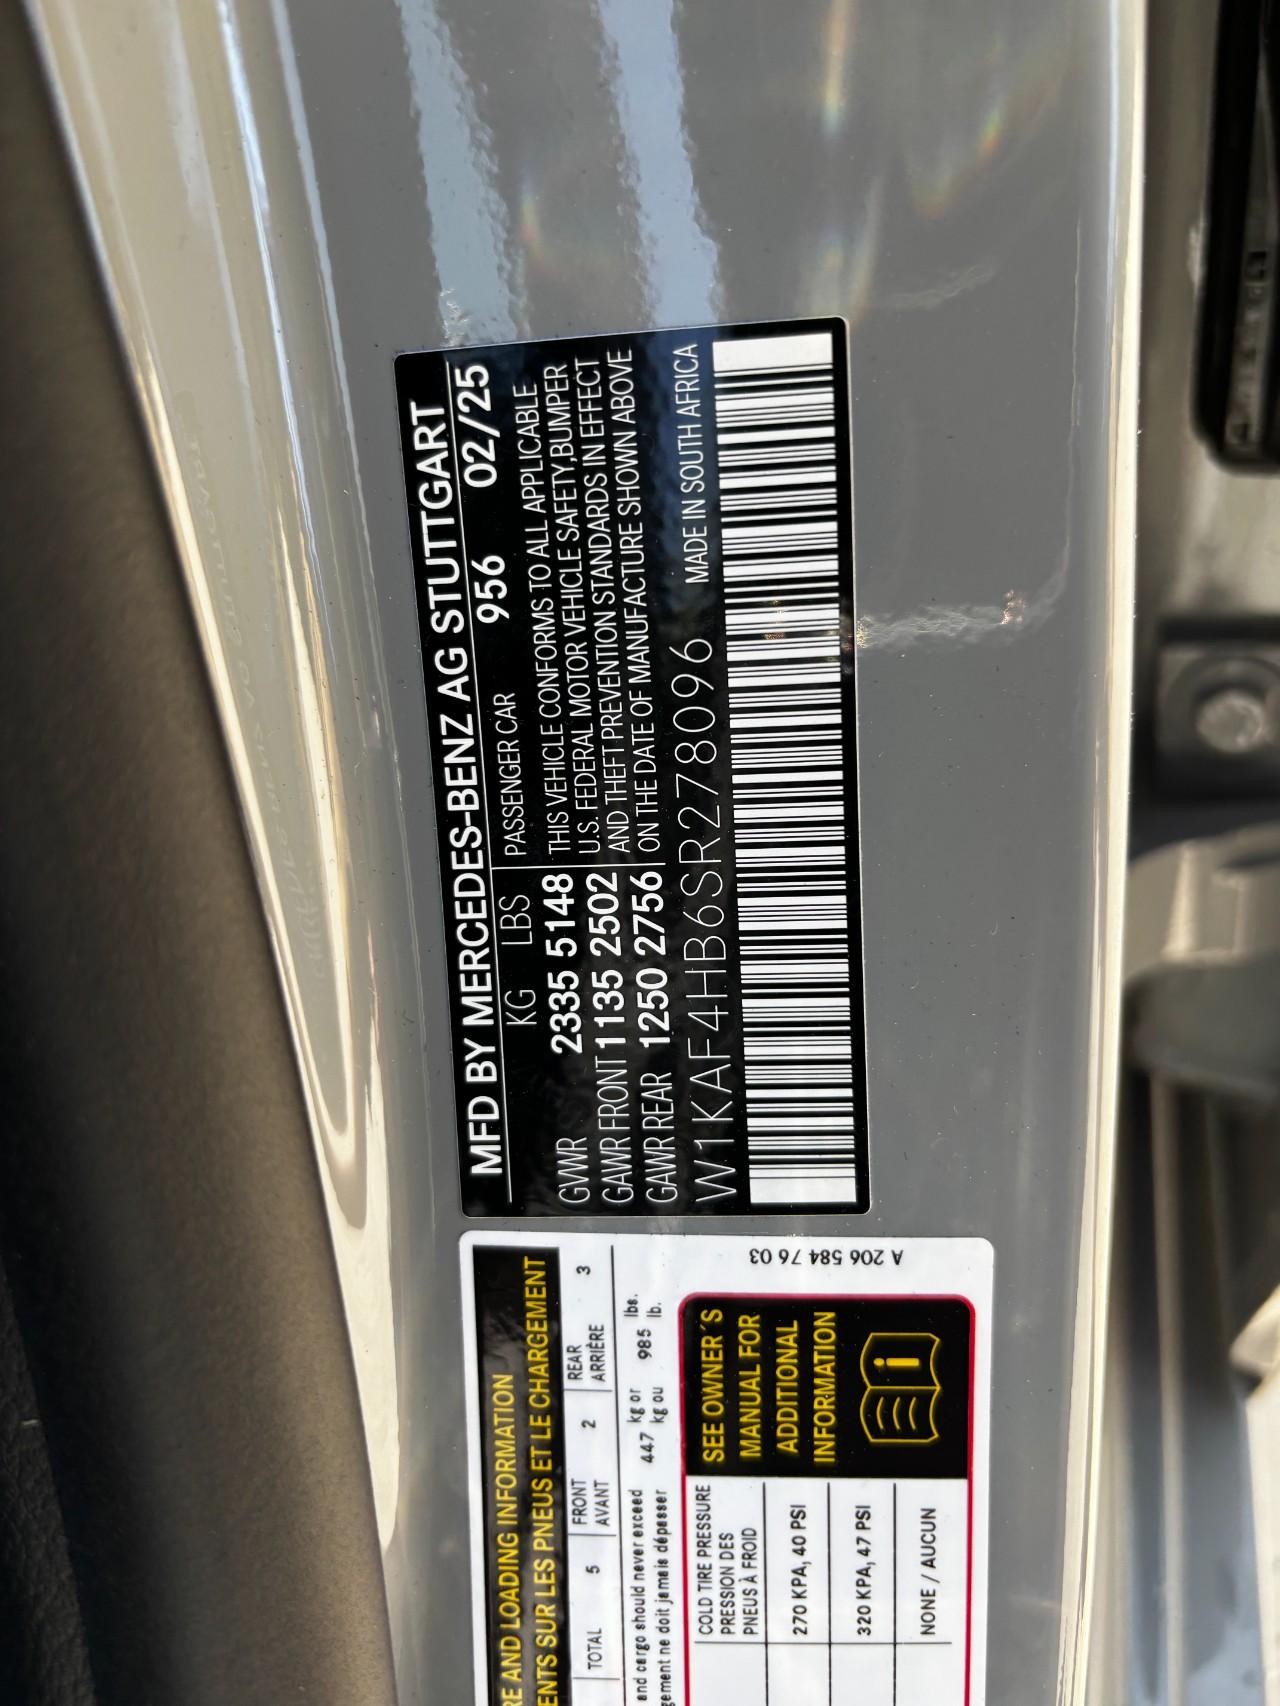 MFD BY MERCEDES-BENZ AG STUTTGART
KG LBS PASSENGER CAR 956 02/25
GVWR 2335 5148 THIS VEHICLE CONFORMS TO ALL APPLICABLE
GAWR FRONT 1135 2502 U.S. FEDERAL MOTOR VEHICLE SAFETY,BUMPER
AND THEFT PREVENTION STANDARDS IN EFFECT
GAWR REAR 1250 2756 ON THE DATE OF MANUFACTURE SHOWN ABOVE
W1KAF4HB6SR278096 MADE IN SOUTH AFRICA
RE AND LOADING INFORMATION
ENTS SUR LES PNEUS ET LE CHARGEMENT
TOTAL 5 FRONT 2 REAR 3
AVANT ARRIÈRE
and cargo should never exceed 447 kg or 985 lbs.
gement ne doit jamais dépasser kg ou lb.
COLD TIRE PRESSURE
PRESSION DES
PNEUS À FROID
270 KPA, 40 PSI
320 KPA, 47 PSI
NONE / AUCUN
SEE OWNER´S
MANUAL FOR
ADDITIONAL
INFORMATION
A 206 584 76 03